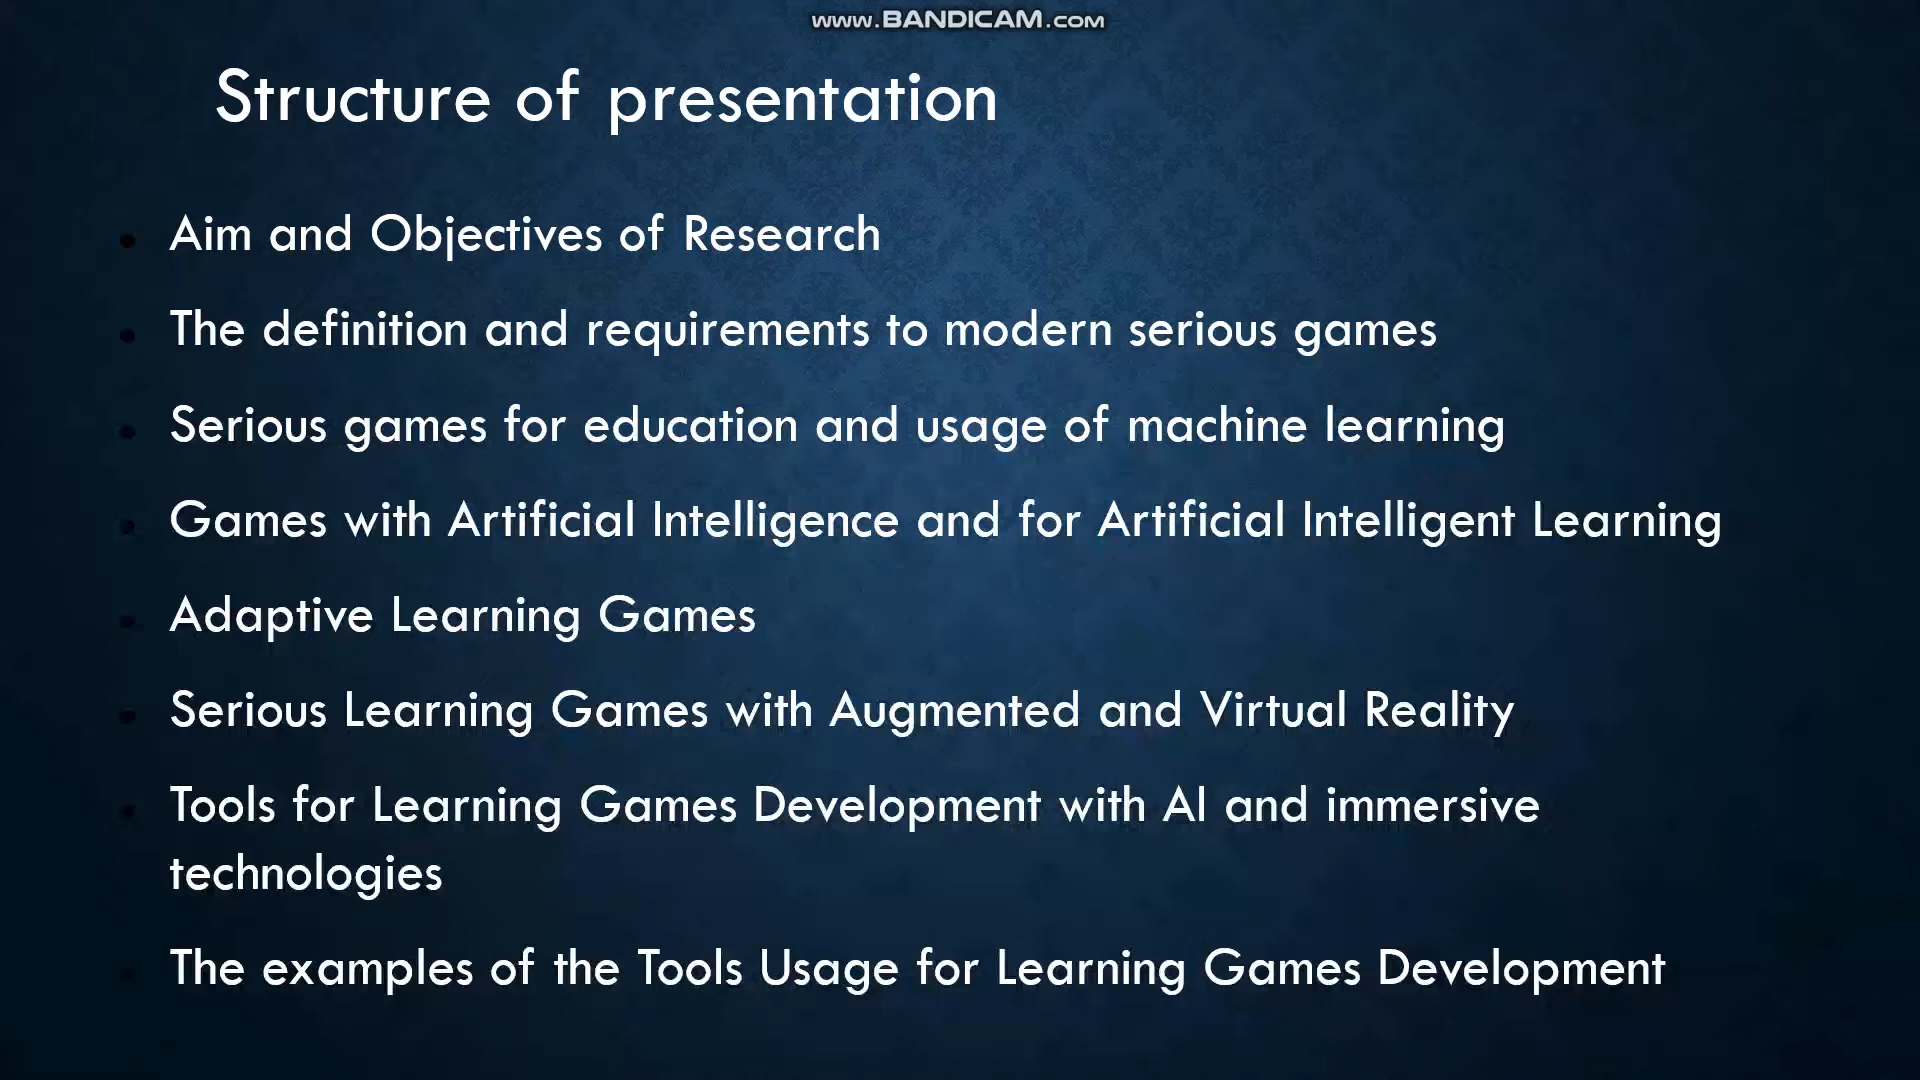 www.BANDICAM.com
Structure of presentation
Aim and Objectives of Research
The definition and requirements to modern serious games
Serious games for education and usage of machine learning
Games with Artificial Intelligence and for Artificial Intelligent Learning
Adaptive Learning Games
Serious Learning Games with Augmented and Virtual Reality
Tools for Learning Games Development with AI and immersive
technologies
The examples of the Tools Usage for Learning Games Development